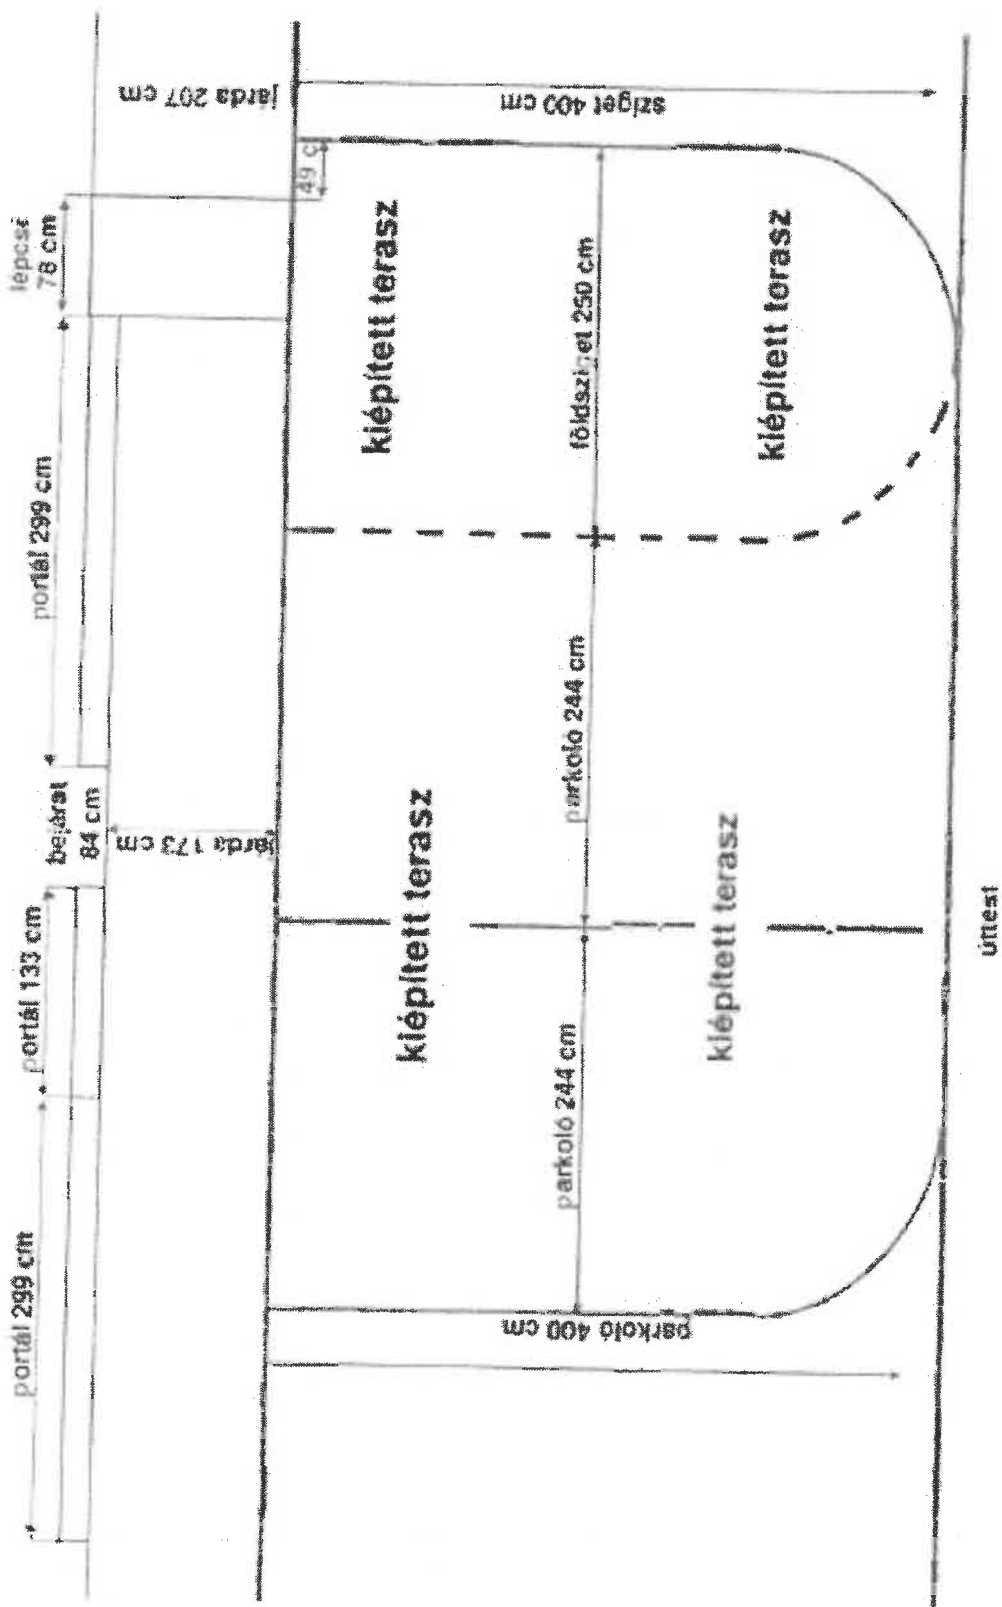 portál 299 cm
portál 133 cm
bejárat
84 cm
portál 299 cm
lépcső
78 cm
járda 173 cm
járda 207 cm
49 c
sziget 400 cm
kiépített terasz
kiépített terasz
parkoló 244 cm
parkoló 244 cm
földsziget 250 cm
kiépített terasz
kiépített torasz
parkoló 400 cm
úttest